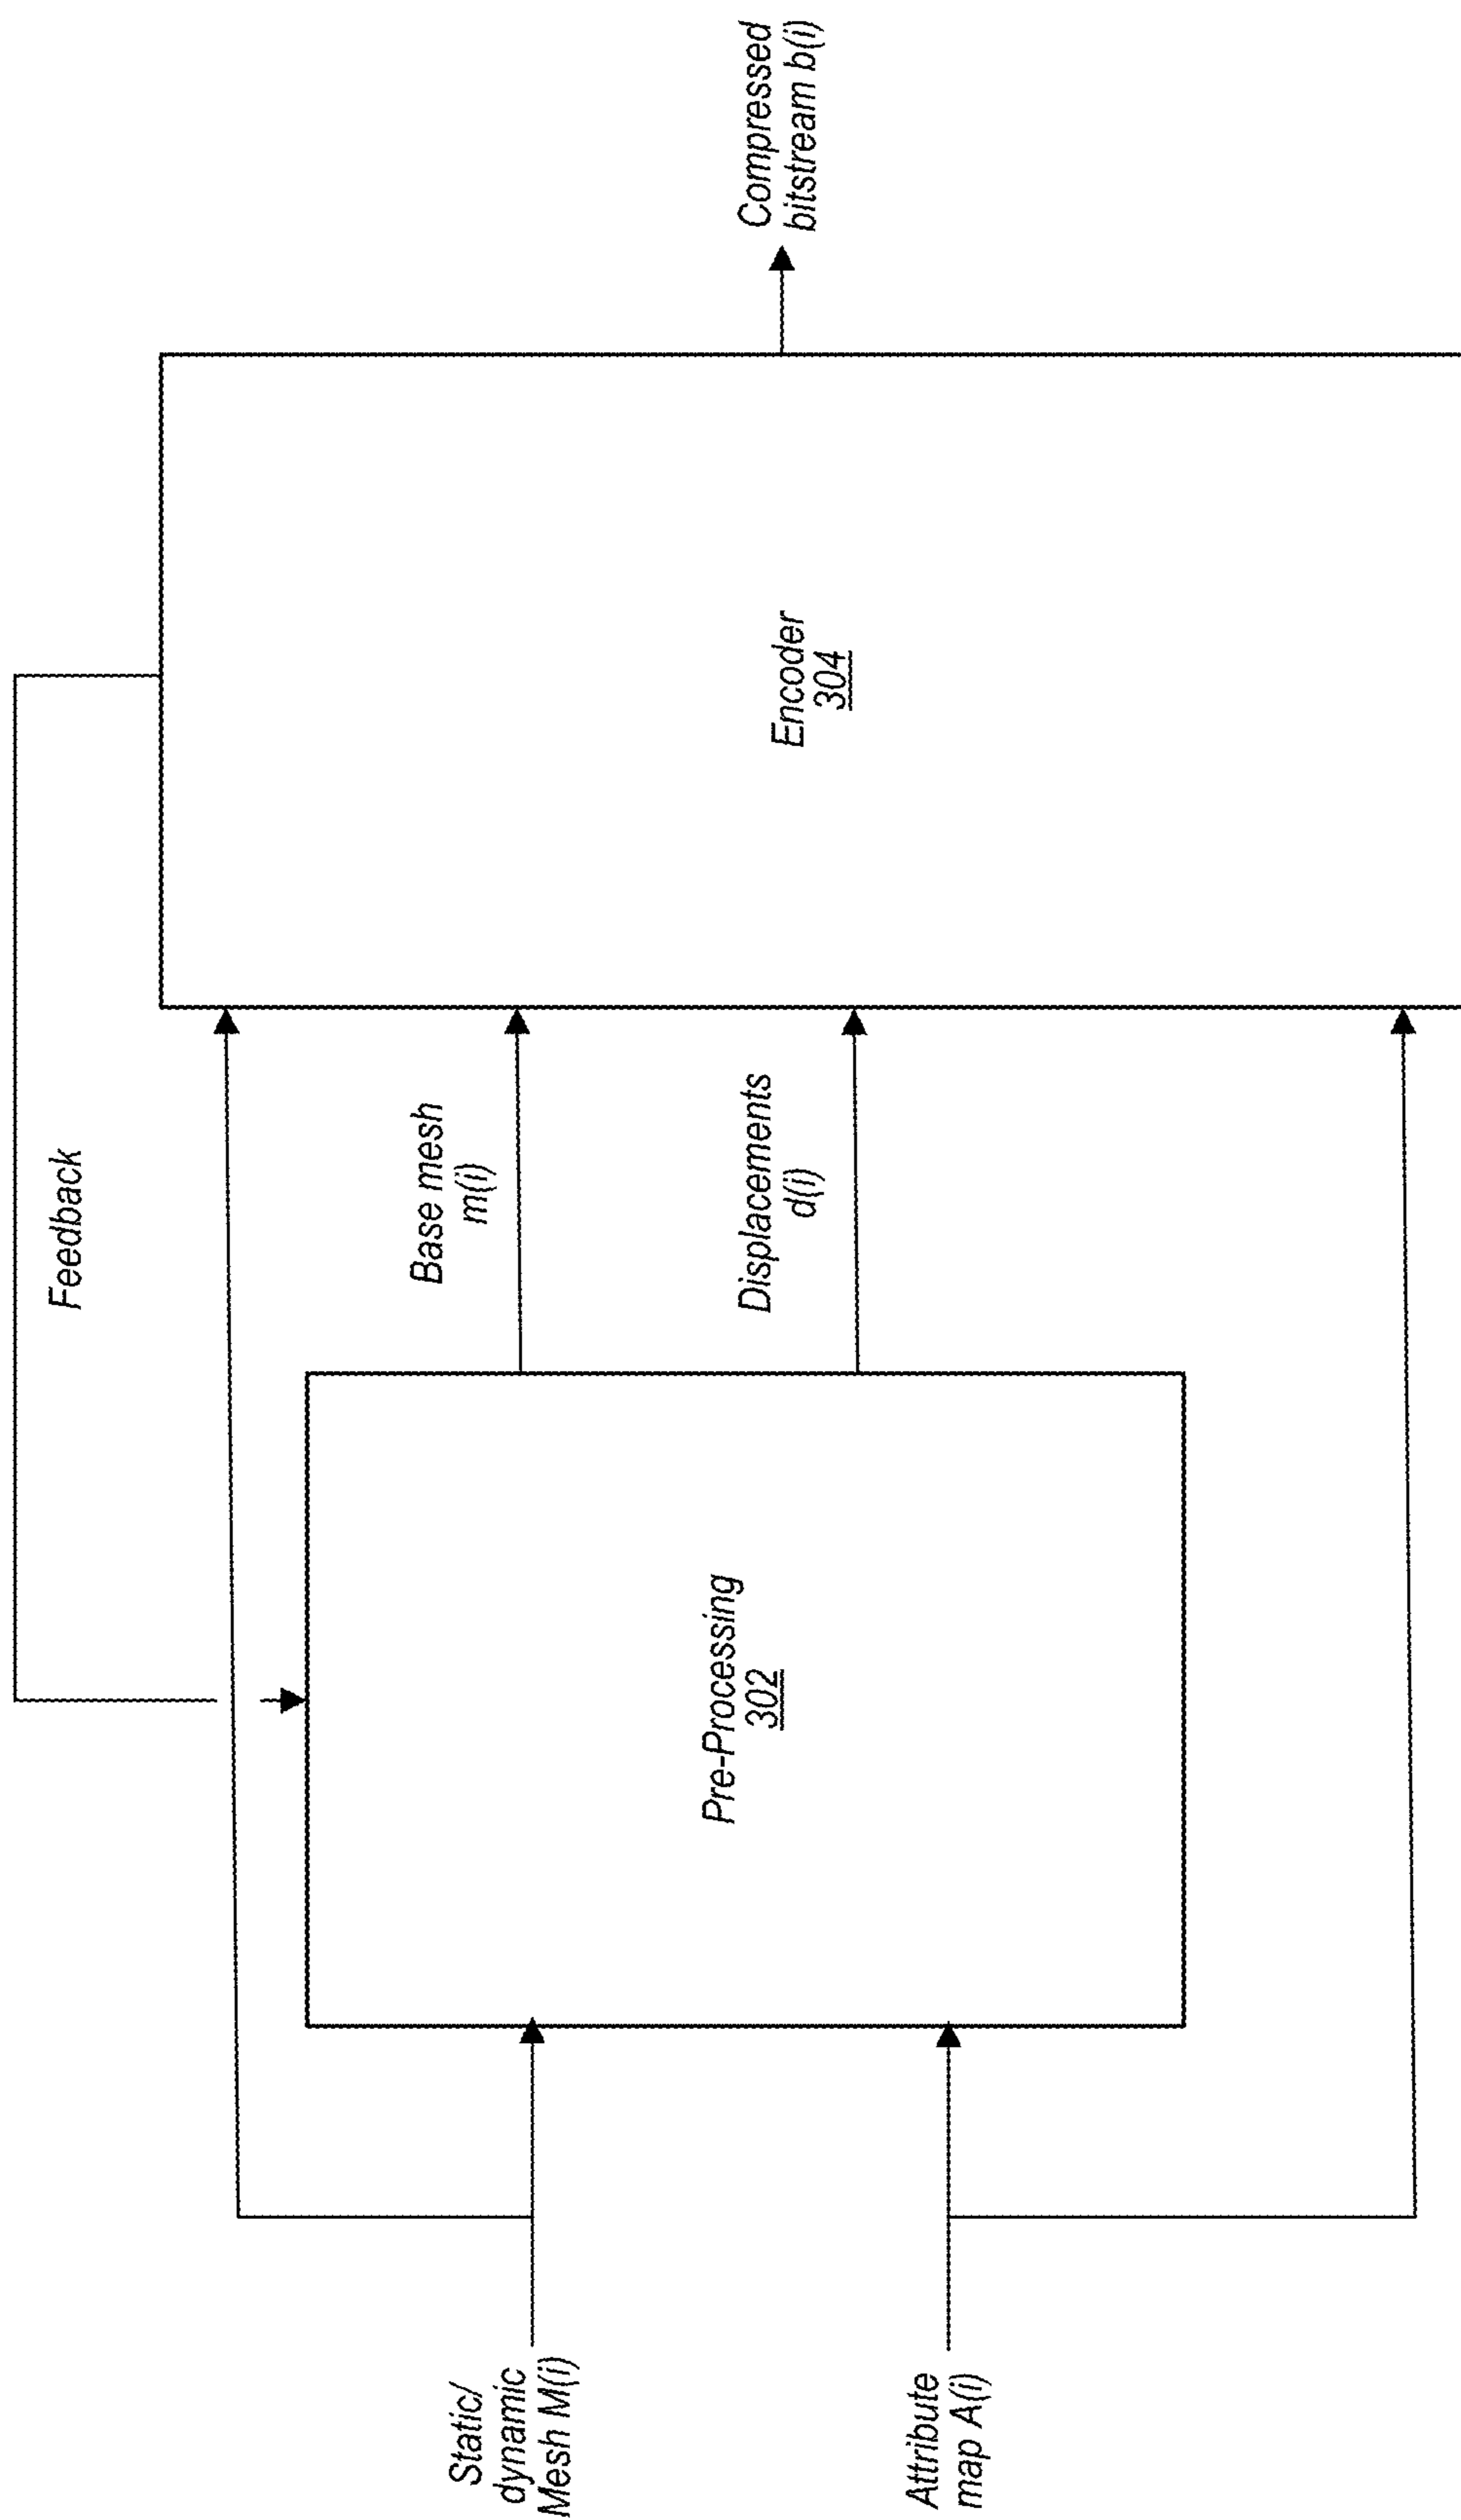 Feedback
Static/
dynamic
Mesh M(i)
Attribute
map A(i)
Pre-Processing
302
Base mesh
m(i)
Displacements
d(i)
Encoder
304
Compressed
bitstream b(i)